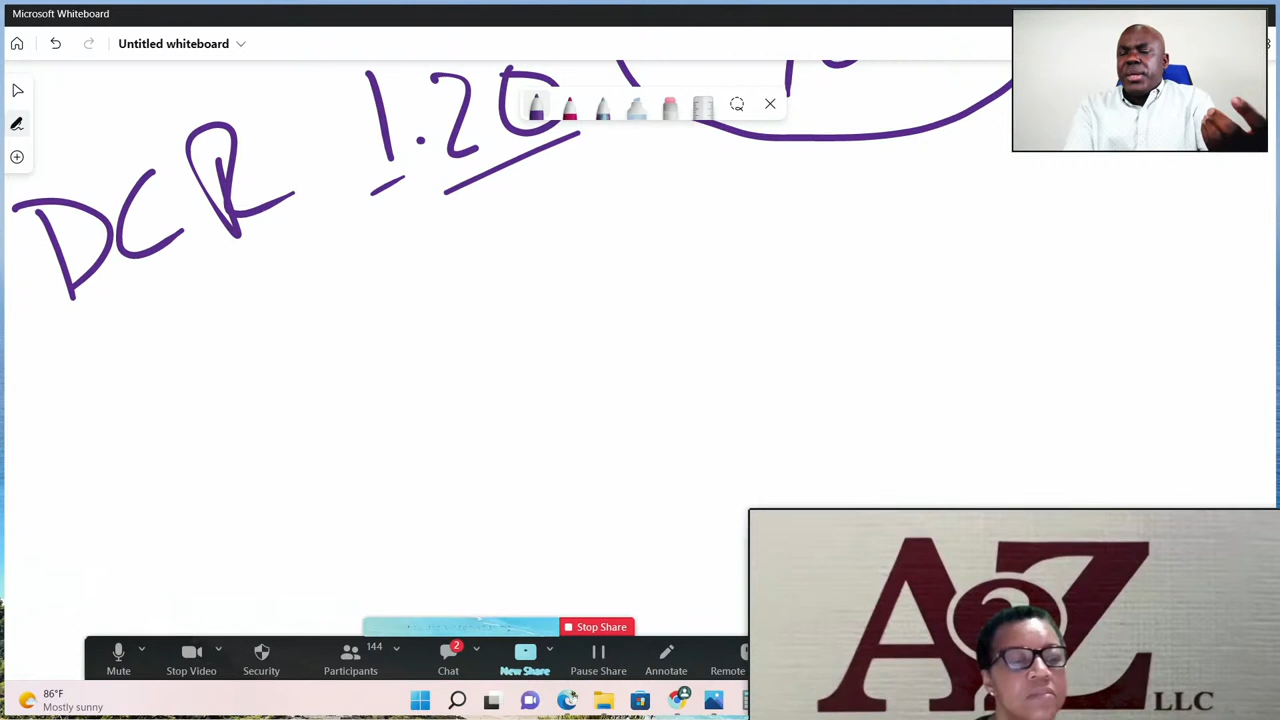 Microsoft Whiteboard
Untitled whiteboard
DCR 1.20
Stop Share
144
2
Mute
Stop Video
Security
Participants
Chat
New Share
Pause Share
Annotate
Remote
86°F
Mostly sunny
AZ
LLC